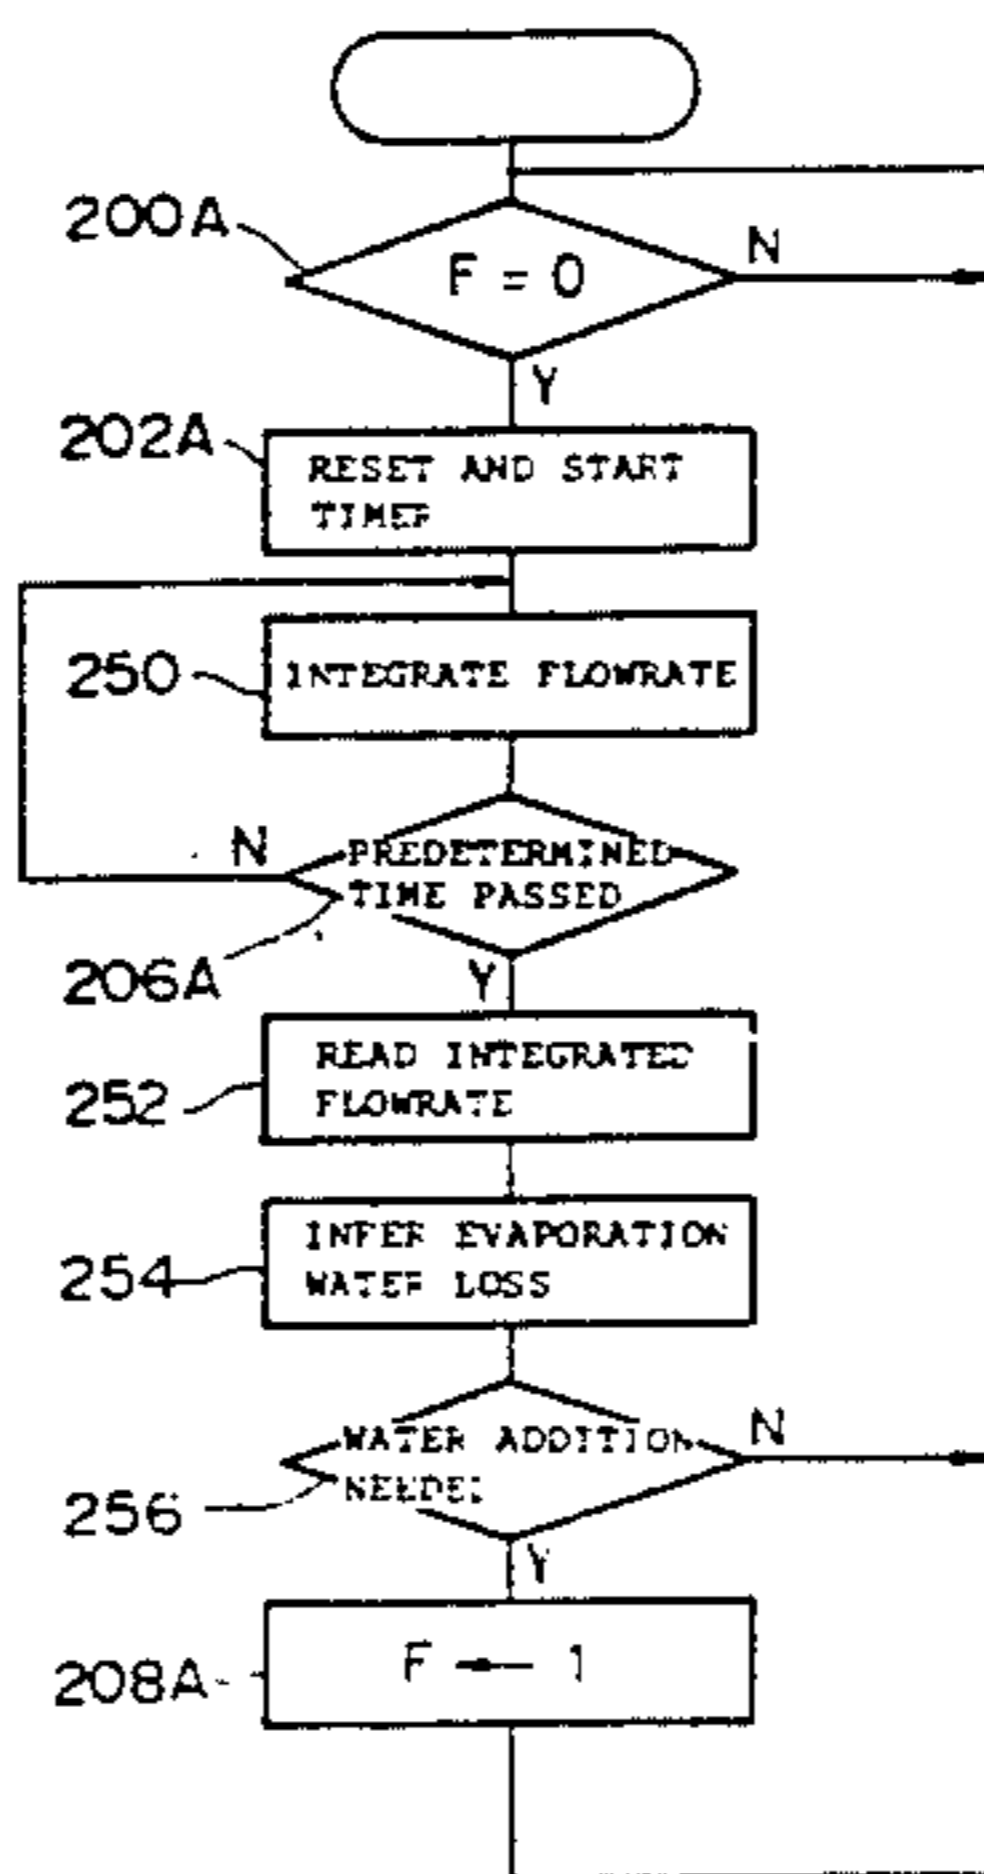 200A
F = 0
N
Y
202A
RESET AND START
TIMER
250
INTEGRATE FLOWRATE
N
PREDETERMINED
TIME PASSED
206A
Y
READ INTEGRATED
FLOWRATE
252
INFER EVAPORATION
WATER LOSS
254
WATER ADDITION
N
NEEDED
256
Y
F ← 1
208A